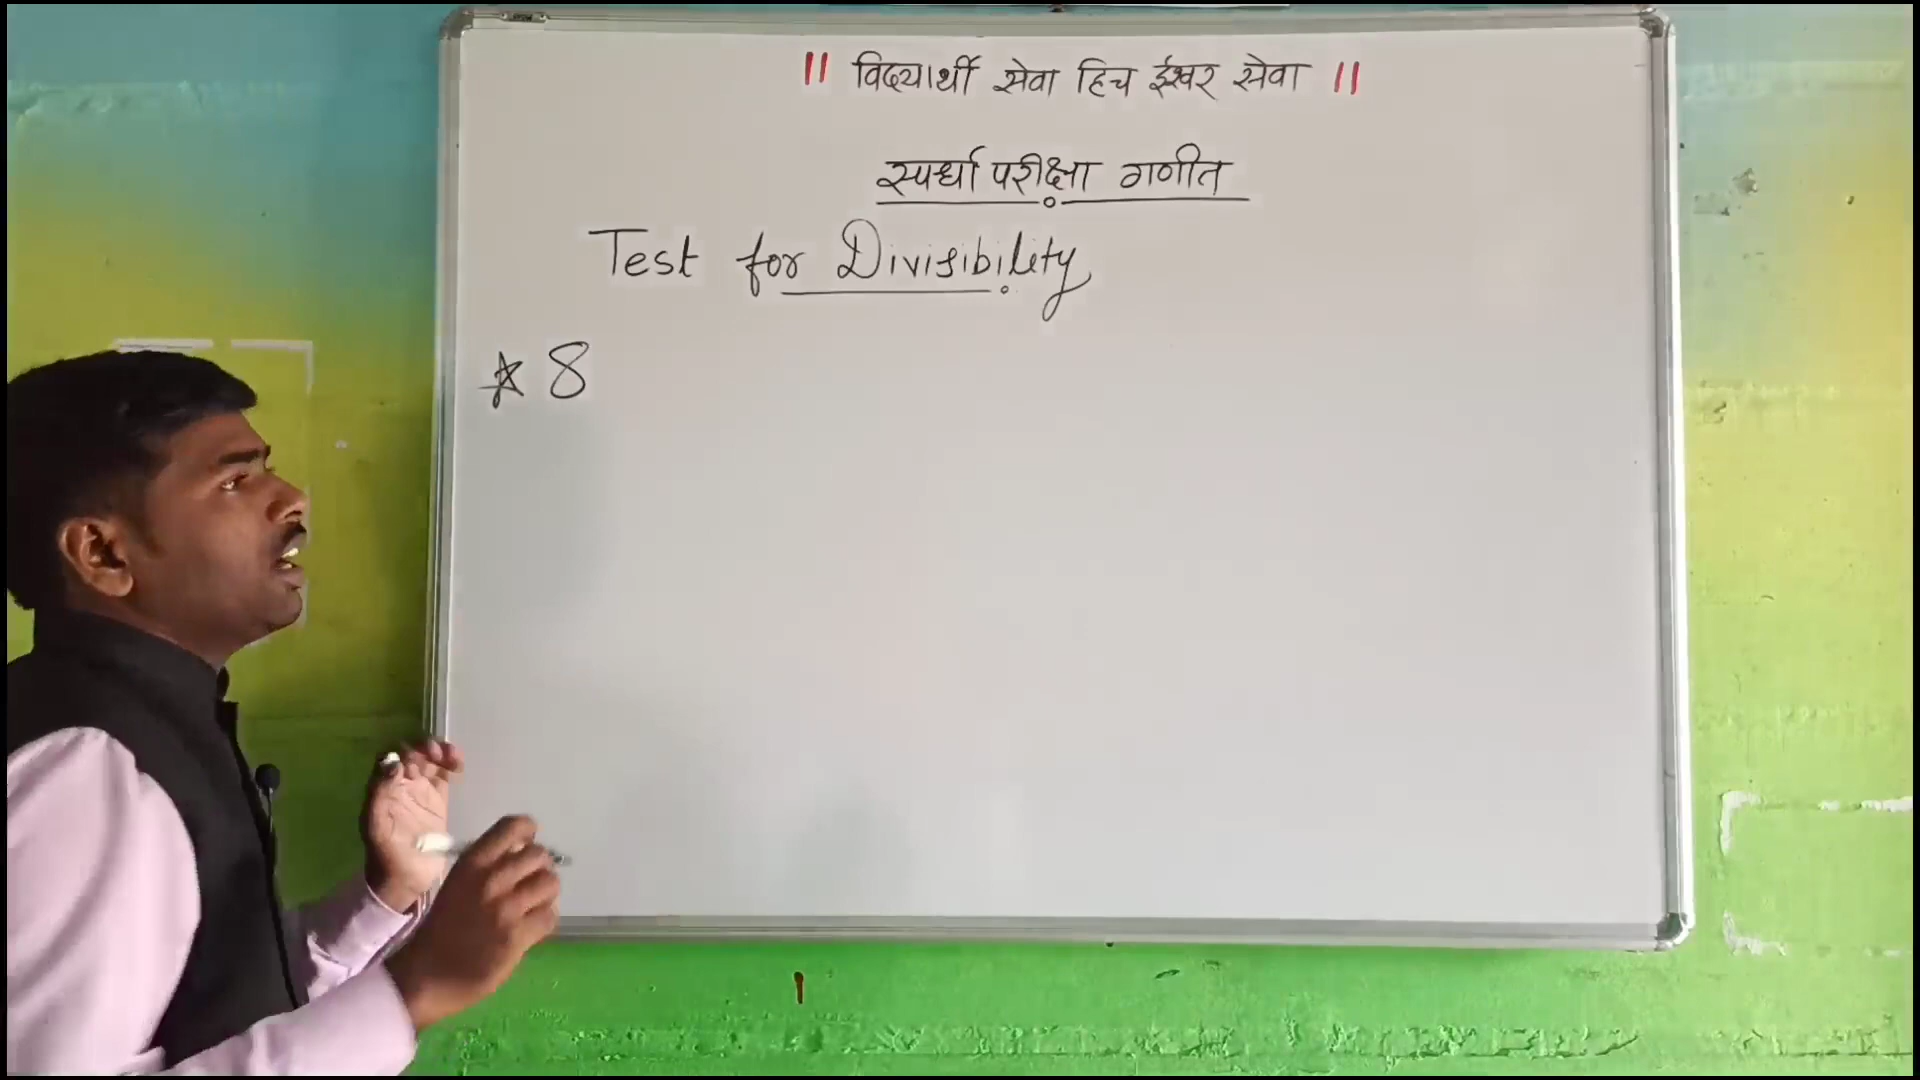 || विद्यार्थी सेवा हिच ईश्वर सेवा ||
स्पर्धा परीक्षा गणीत
Test for Divisibility
☆ 8